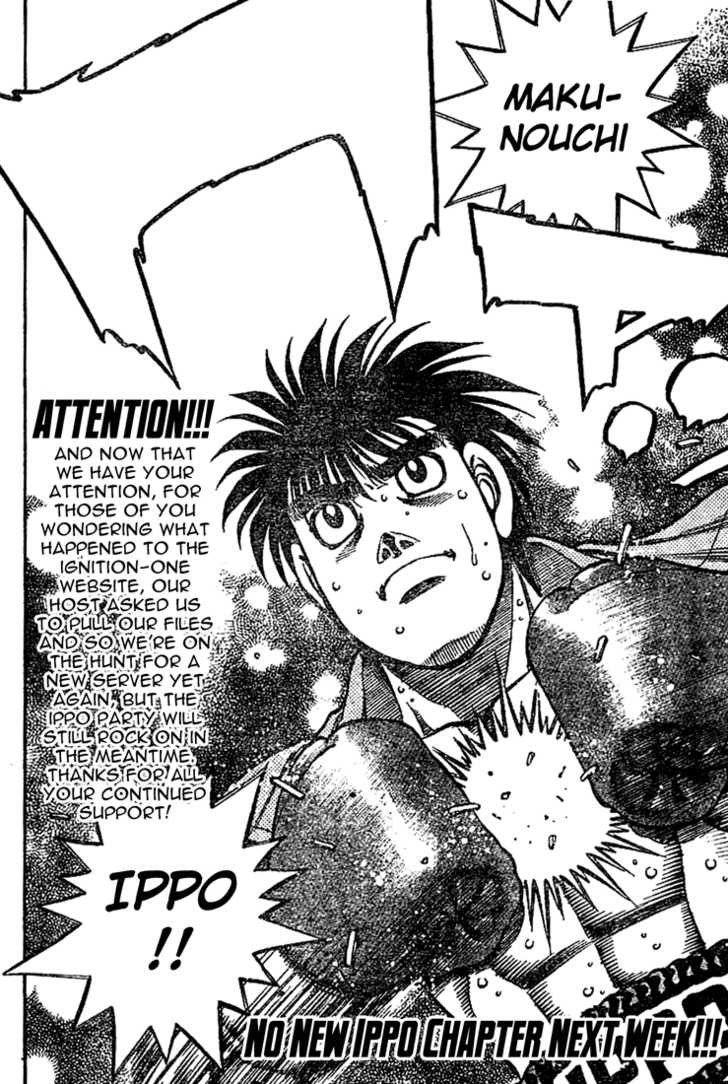 MAKU-
NOUCHI
ATTENTION!!!
AND NOW THAT
WE HAVE YOUR
ATTENTION, FOR
THOSE OF YOU
WONDERING WHAT
HAPPENED TO THE
IGNITION-ONE
WEBSITE, OUR
HOST ASKED US
TO PULL OUR FILES
AND SO WE'RE ON
THE HUNT FOR A
NEW SERVER YET
AGAIN, BUT THE
IPPO PARTY WILL
STILL ROCK ON IN
THE MEANTIME.
THANKS FOR ALL
YOUR CONTINUED
SUPPORT!
IPPO
!!
NO NEW IPPO CHAPTER NEXT WEEK!!!